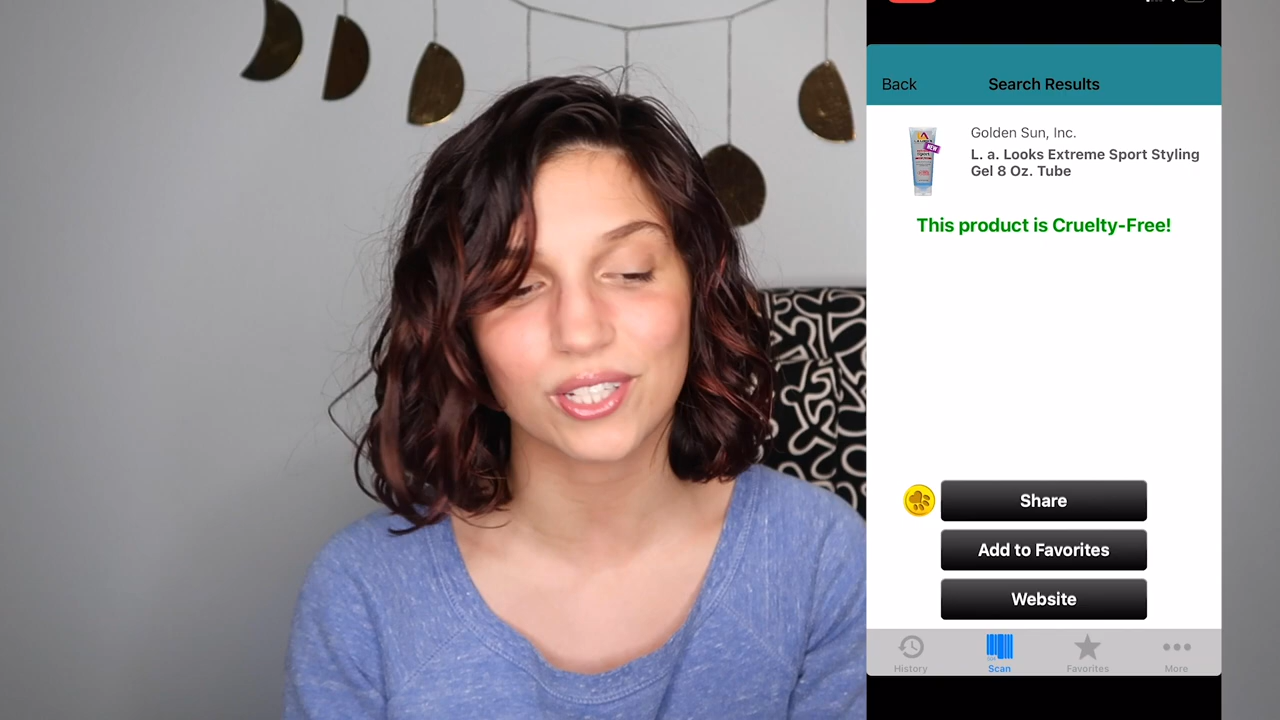 Back
Search Results
Golden Sun, Inc.
L. a. Looks Extreme Sport Styling
Gel 8 Oz. Tube
NEW
This product is Cruelty-Free!
Share
Add to Favorites
Website
History
Scan
Favorites
More